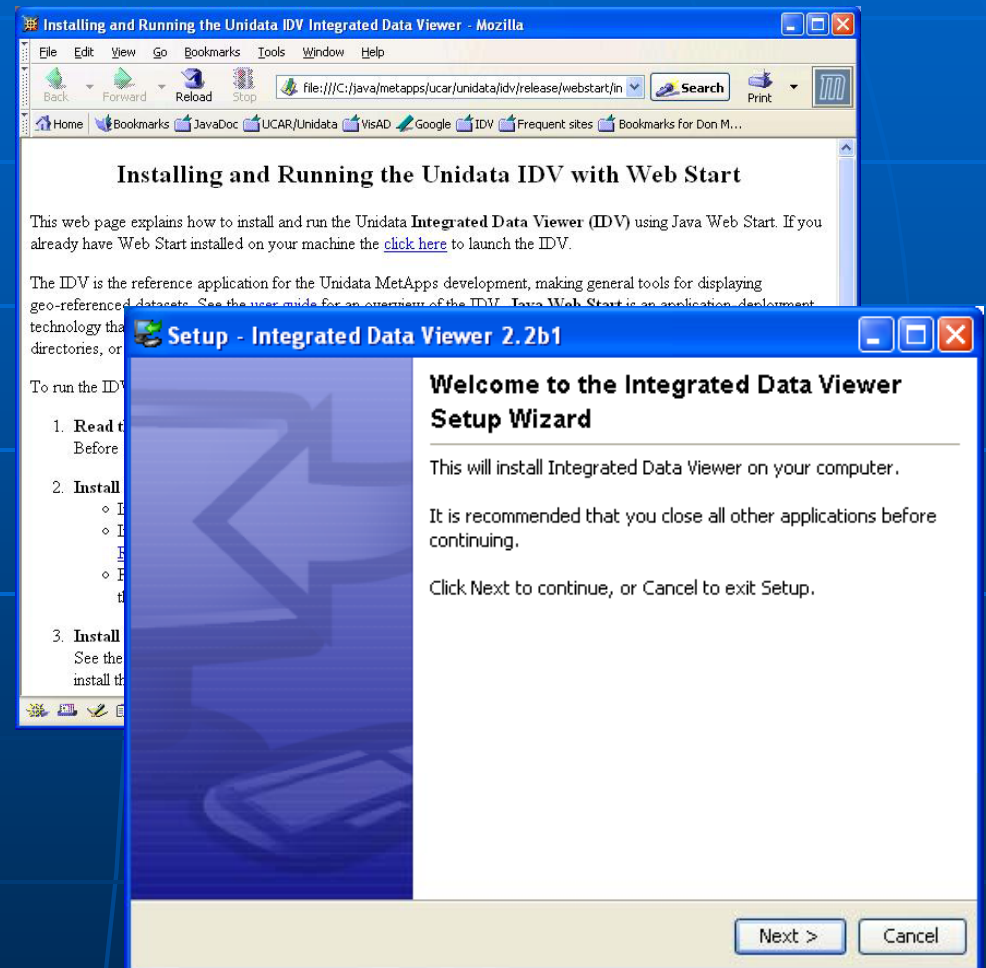 Installing and Running the Unidata IDV Integrated Data Viewer - Mozilla
File Edit View Go Bookmarks Tools Window Help
Back Forward Reload Stop file:///C:/java/metapps/ucar/unidata/idv/release/webstart/in Search Print
Home Bookmarks JavaDoc UCAR/Unidata VisAD Google IDV Frequent sites Bookmarks for Don M...
Installing and Running the Unidata IDV with Web Start
This web page explains how to install and run the Unidata Integrated Data Viewer (IDV) using Java Web Start. If you
already have Web Start installed on your machine the click here to launch the IDV.
The IDV is the reference application for the Unidata MetApps development, making general tools for displaying
geo-referenced datasets. See the user guide for an overview of the IDV. Java Web Start is an application-deployment
technology tha
directories, or
To run the IDV
1. Read t
Before
2. Install
3. Install
See the
install th
Setup - Integrated Data Viewer 2.2b1
Welcome to the Integrated Data Viewer
Setup Wizard
This will install Integrated Data Viewer on your computer.
It is recommended that you close all other applications before
continuing.
Click Next to continue, or Cancel to exit Setup.
Next > Cancel